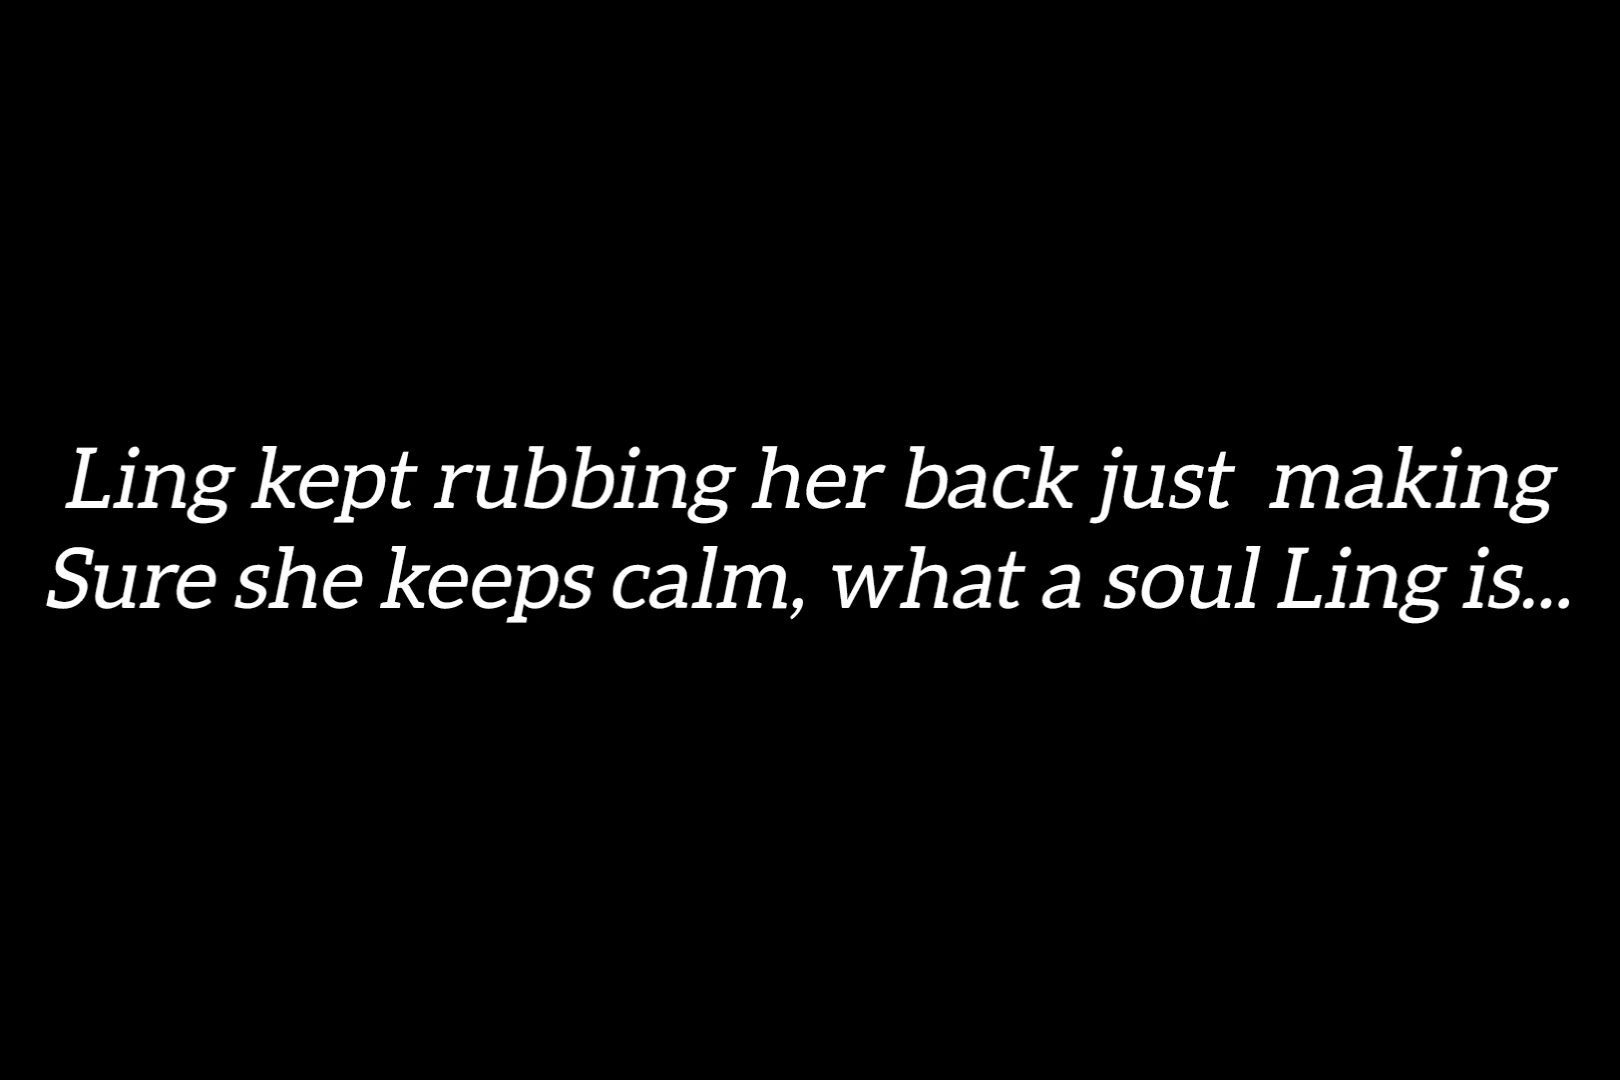 Ling kept rubbing her back just  making
Sure she keeps calm, what a soul Ling is...